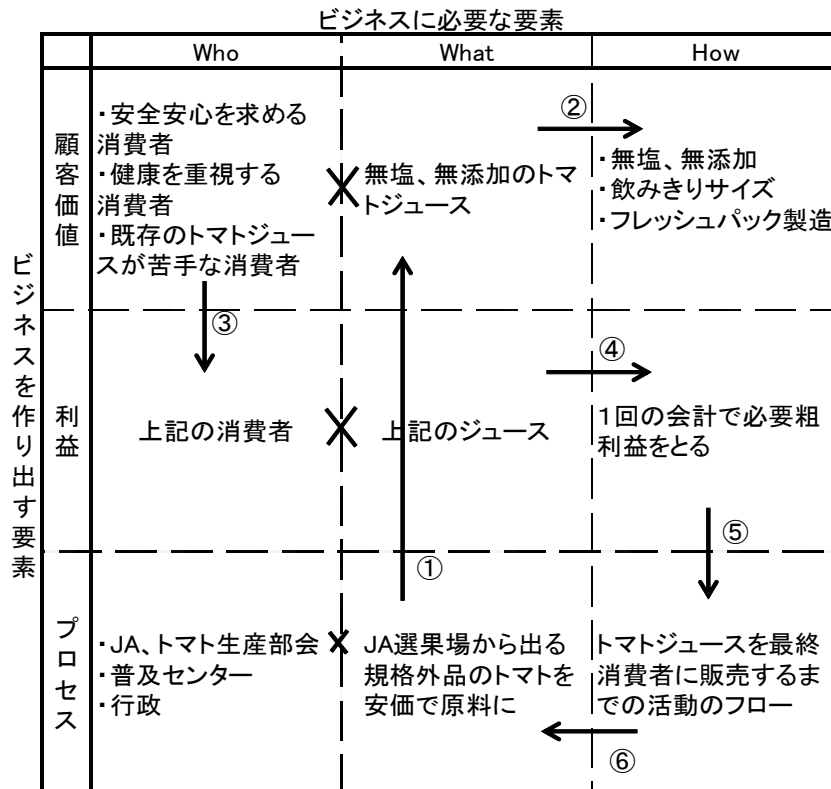 ビジネスに必要な要素
Who
What
How
ビジネスを作り出す要素
顧客価値
・安全安心を求める
消費者
・健康を重視する
消費者
・既存のトマトジュー
スが苦手な消費者
無塩、無添加のトマ
トジュース
②
・無塩、無添加
・飲みきりサイズ
・フレッシュパック製造
③
④
利益
上記の消費者
上記のジュース
1回の会計で必要粗
利益をとる
①
⑤
プロセス
・JA、トマト生産部会
・普及センター
・行政
JA選果場から出る
規格外品のトマトを
安価で原料に
トマトジュースを最終
消費者に販売するま
での活動のフロー
⑥